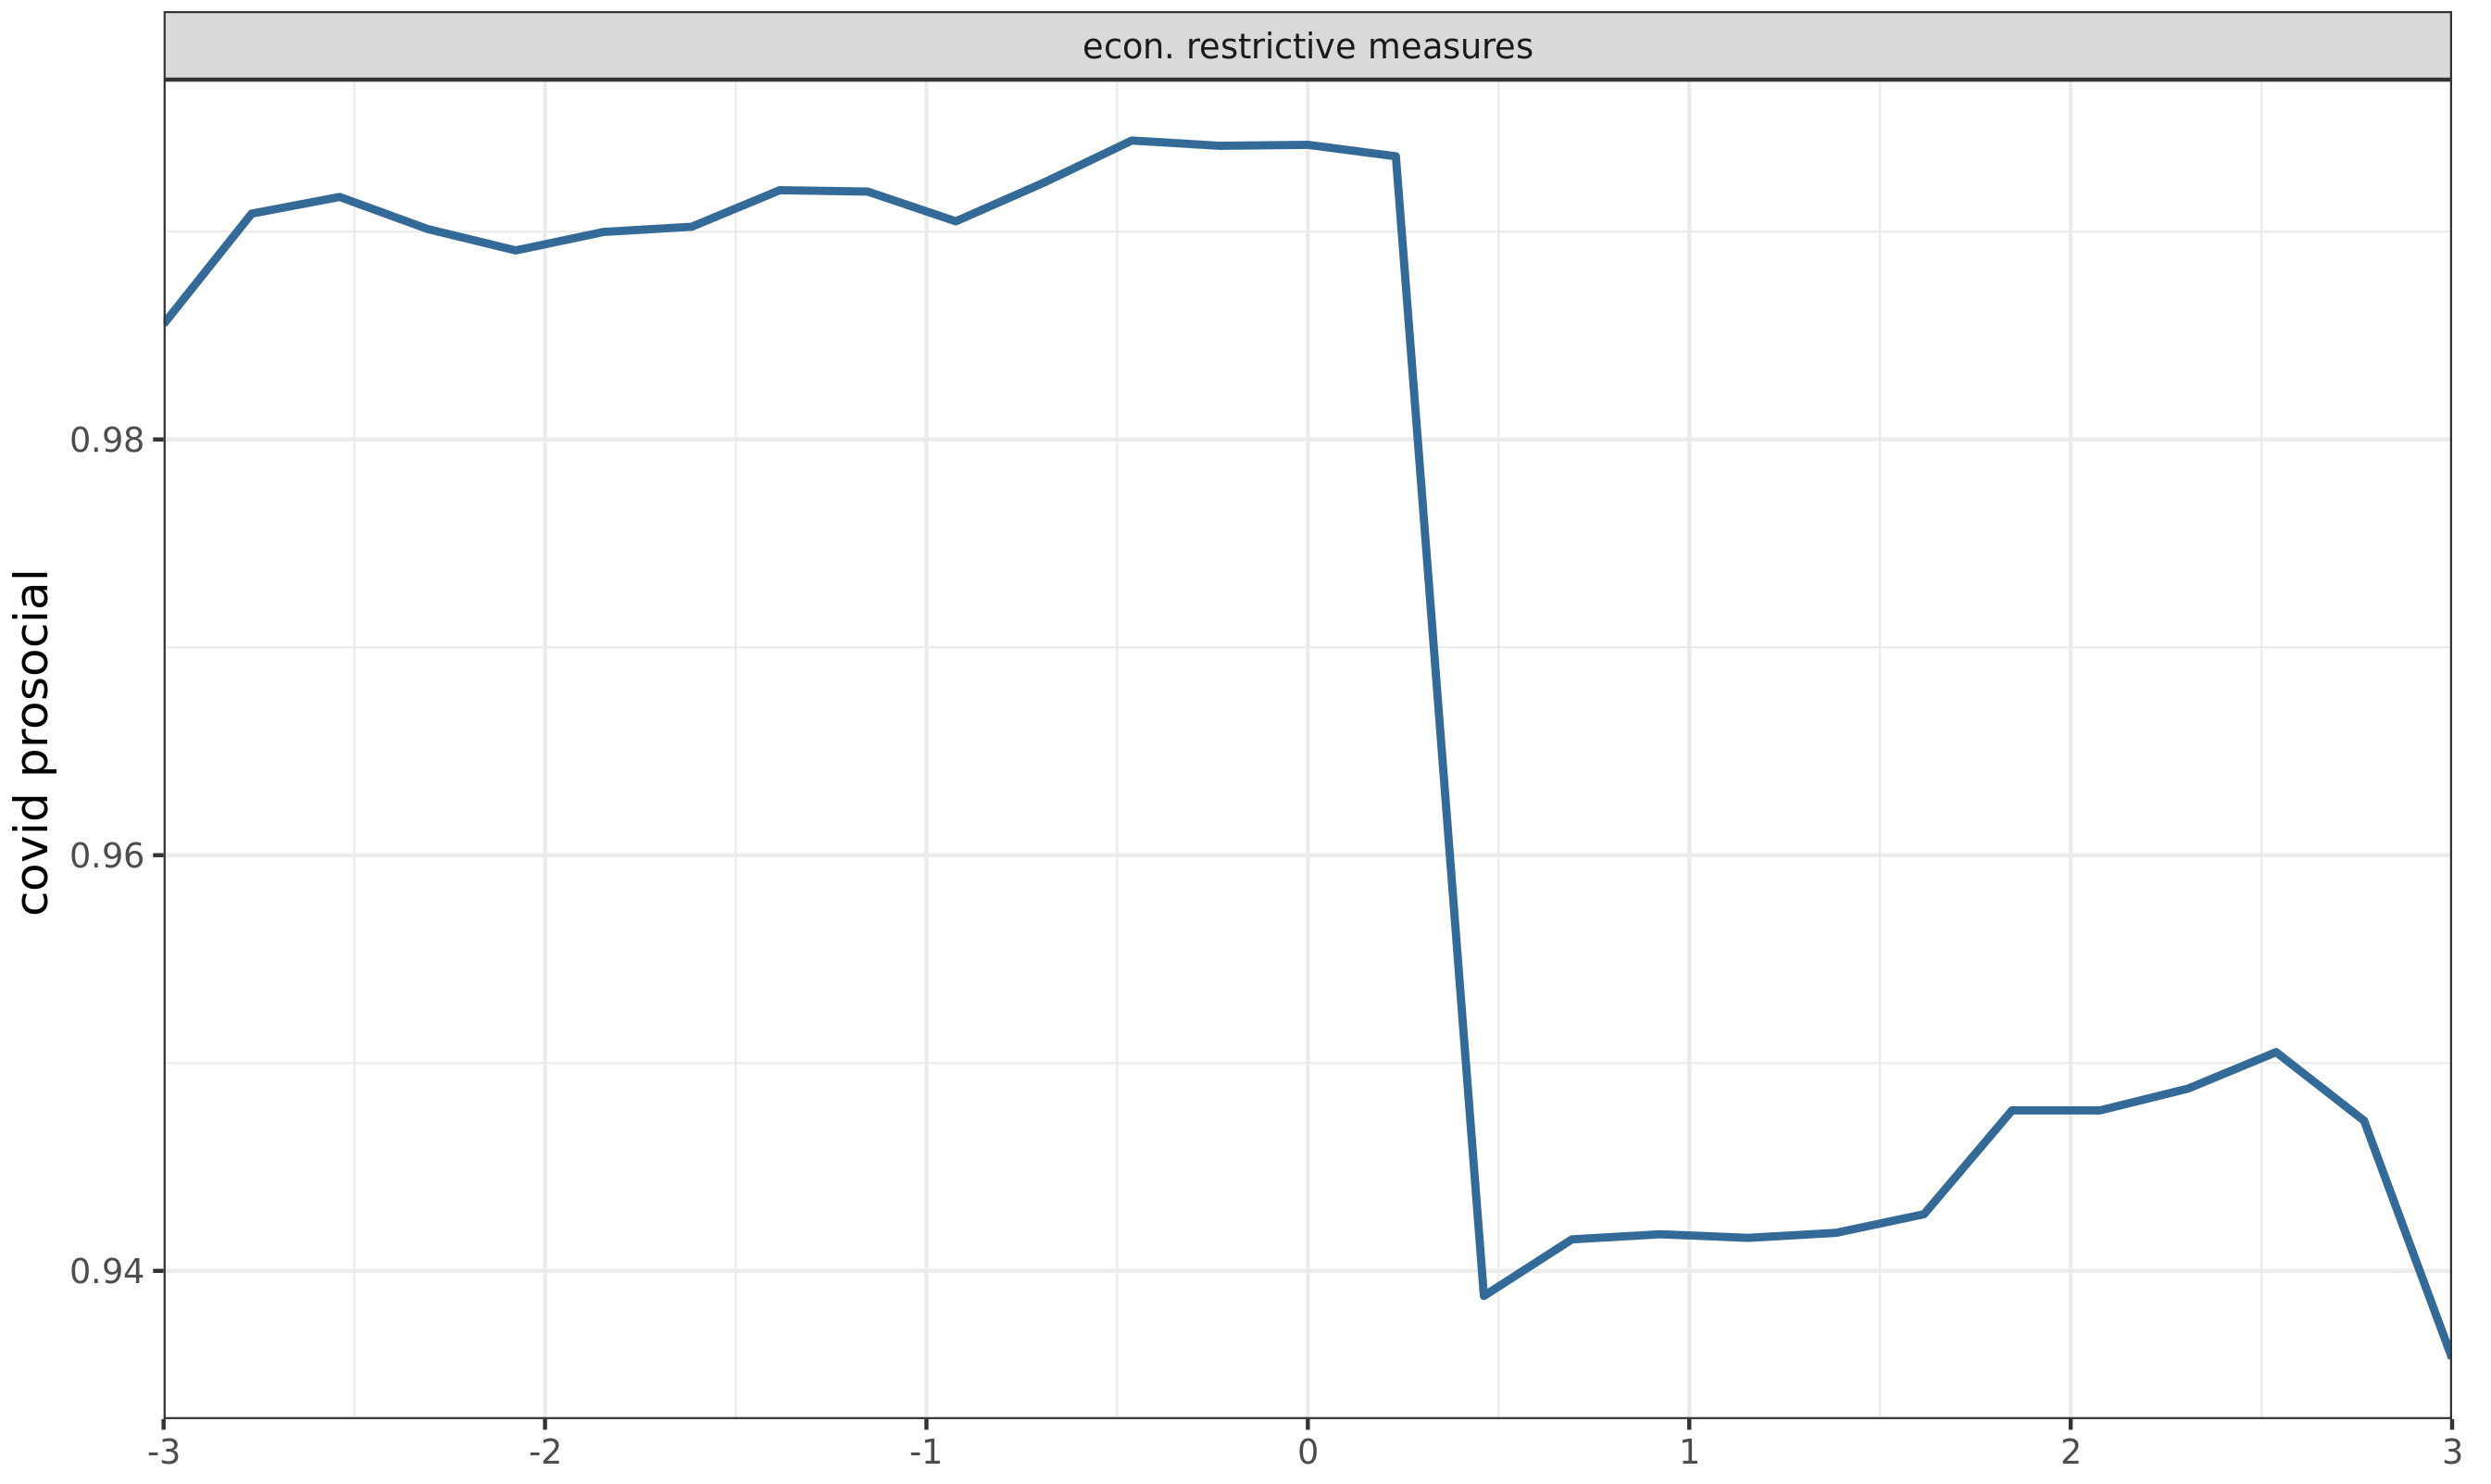 econ. restrictive measures
covid prosocial
0.98
0.96
0.94
-3 -2 -1 0 1 2 3